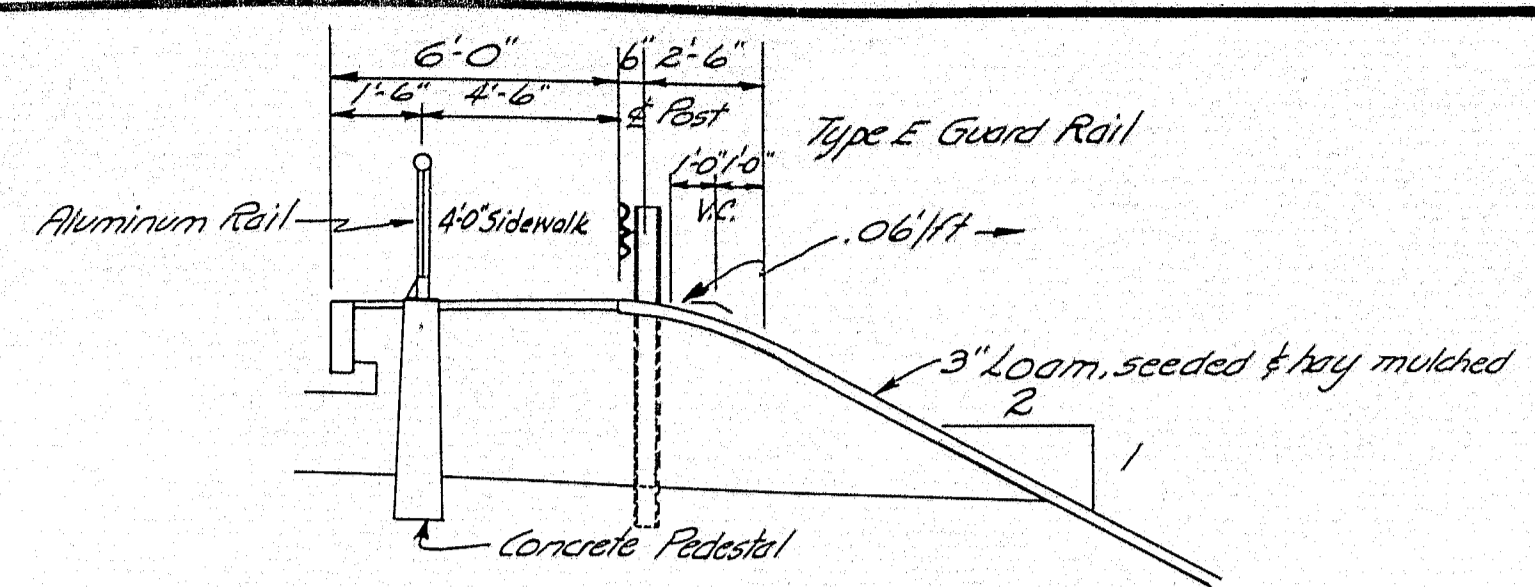 6'-0" 6" 2'-6"
1'-6" 4'-6" ℄ Post
Type E Guard Rail
1'-0" 1'-0"
V.C.
Aluminum Rail
4'-0" Sidewalk
.06'/ft
3" Loam, seeded & hay mulched
2
1
Concrete Pedestal